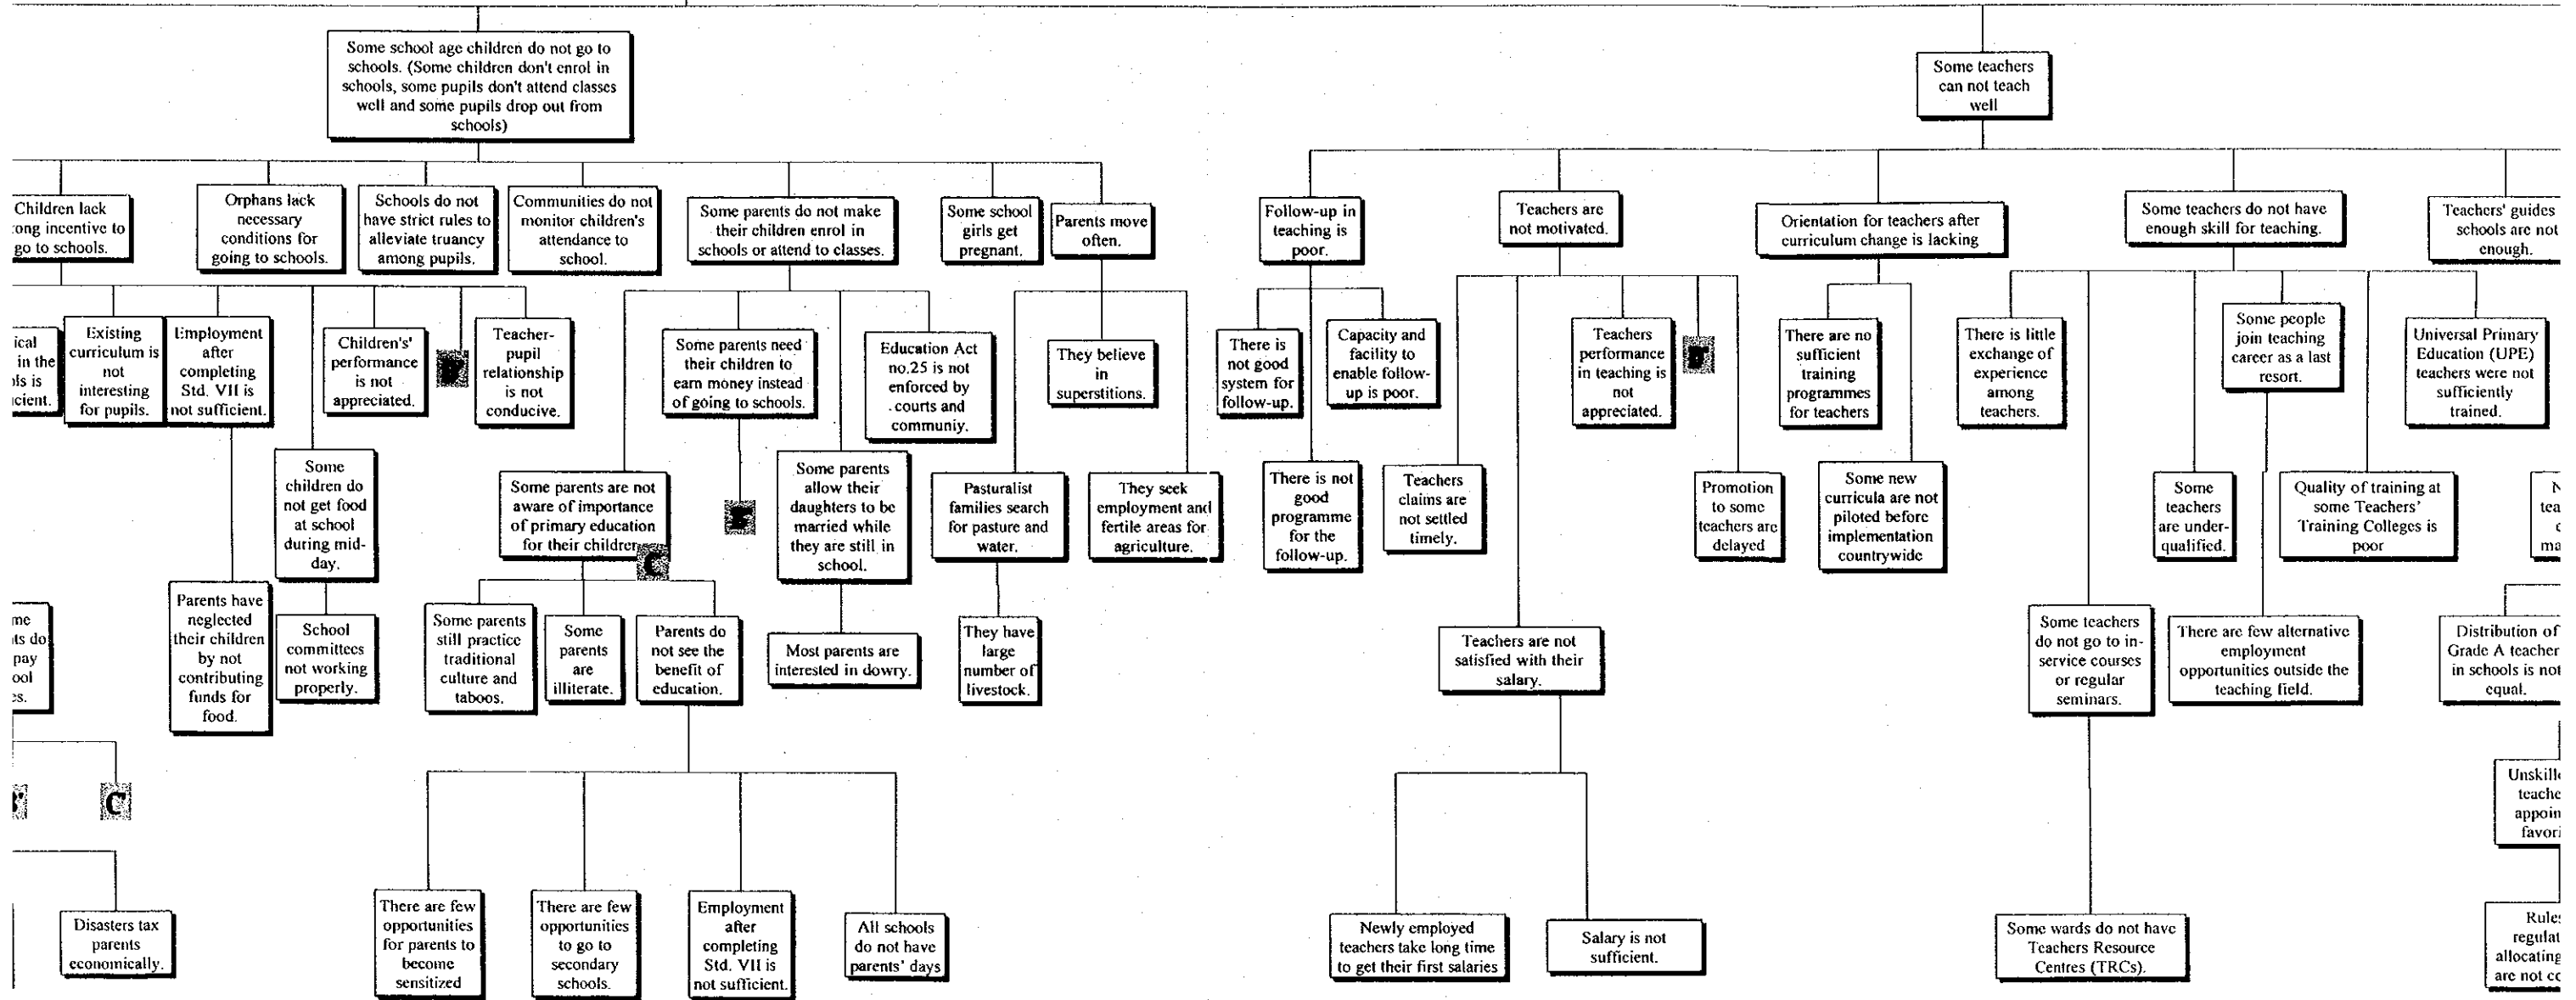 Some school age children do not go to
schools. (Some children don't enrol in
schools, some pupils don't attend classes
well and some pupils drop out from
schools)
Some teachers
can not teach
well
Children lack
ong incentive to
go to schools.
Orphans lack
necessary
conditions for
going to schools.
Schools do not
have strict rules to
alleviate truancy
among pupils.
Communities do not
monitor children's
attendance to
school.
Some parents do not make
their children enrol in
schools or attend to classes.
Some school
girls get
pregnant.
Parents move
often.
Follow-up in
teaching is
poor.
Teachers are
not motivated.
Orientation for teachers after
curriculum change is lacking
Some teachers do not have
enough skill for teaching.
Teachers' guides
schools are not
enough.
ical
in the
ls is
icient.
Existing
curriculum is
not
interesting
for pupils.
Employment
after
completing
Std. VII is
not sufficient.
Children's'
performance
is not
appreciated.
Teacher-
pupil
relationship
is not
conducive.
Some parents need
their children to
earn money instead
of going to schools.
Education Act
no.25 is not
enforced by
courts and
communiy.
They believe
in
superstitions.
There is
not good
system for
follow-up.
Capacity and
facility to
enable follow-
up is poor.
Teachers
performance
in teaching is
not
appreciated.
There are no
sufficient
training
programmes
for teachers
There is little
exchange of
experience
among
teachers.
Some people
join teaching
career as a last
resort.
Universal Primary
Education (UPE)
teachers were not
sufficiently
trained.
Some
children do
not get food
at school
during mid-
day.
Some parents are not
aware of importance
of primary education
for their children
C
Some parents
allow their
daughters to be
married while
they are still in
school.
Pasturalist
families search
for pasture and
water.
They seek
employment and
fertile areas for
agriculture.
There is
not good
programme
for the
follow-up.
Teachers
claims are
not settled
timely.
Promotion
to some
teachers are
delayed
Some new
curricula are not
piloted before
implementation
countrywide
Some
teachers
are under-
qualified.
Quality of training at
some Teachers'
Training Colleges is
poor
N
tea
c
ma
me
ts do
pay
ool
es.
Parents have
neglected
their children
by not
contributing
funds for
food.
School
committees
not working
properly.
Some parents
still practice
traditional
culture and
taboos.
Some
parents
are
illiterate.
Parents do
not see the
benefit of
education.
Most parents are
interested in dowry.
They have
large
number of
livestock.
Teachers are not
satisfied with their
salary.
Some teachers
do not go to in-
service courses
or regular
seminars.
There are few alternative
employment
opportunities outside the
teaching field.
Distribution of
Grade A teacher
in schools is not
equal.
C'
Unskille
teache
appoin
favori
Disasters tax
parents
economically.
There are few
opportunities
for parents to
become
sensitized
There are few
opportunities
to go to
secondary
schools.
Employment
after
completing
Std. VII is
not sufficient.
All schools
do not have
parents' days
Newly employed
teachers take long time
to get their first salaries
Salary is not
sufficient.
Some wards do not have
Teachers Resource
Centres (TRCs).
Rules
regulat
allocating
are not co